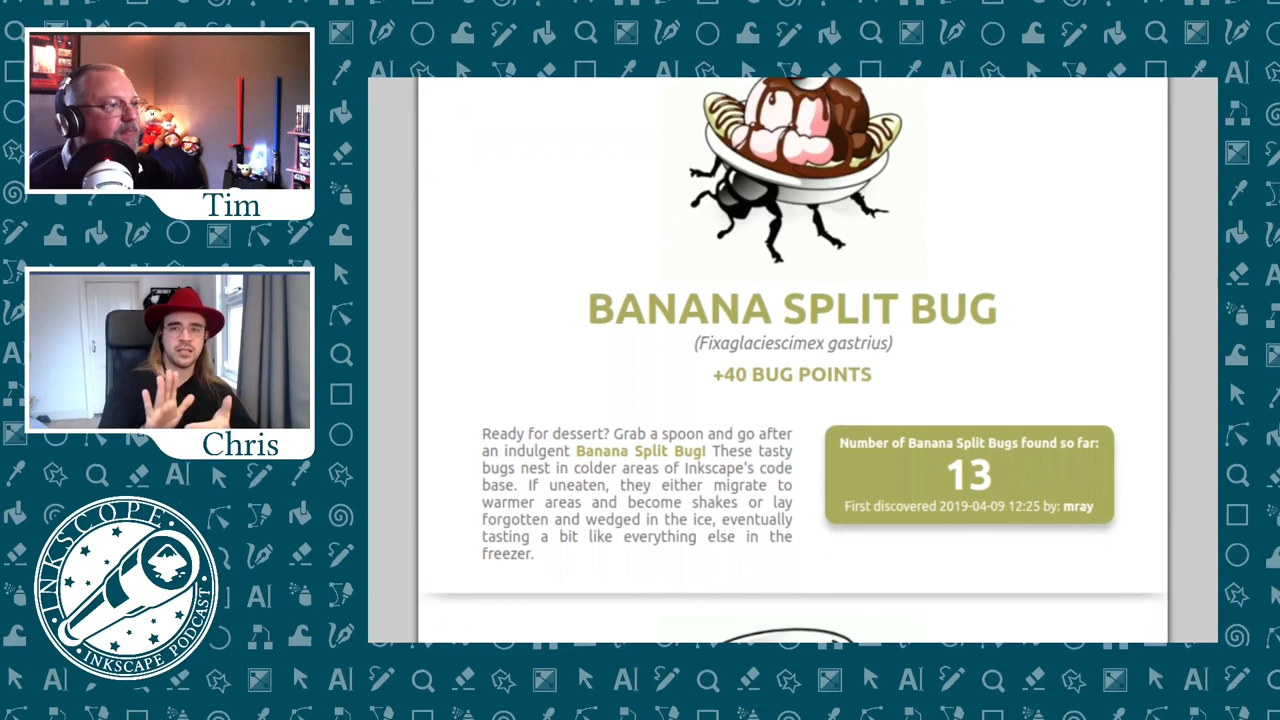 Tim
Chris
INKSCOPE
INKSCAPE PODCAST
BANANA SPLIT BUG
(Fixaglaciescimex gastrius)
+40 BUG POINTS
Ready for dessert? Grab a spoon and go after
an indulgent Banana Split Bug! These tasty
bugs nest in colder areas of Inkscape's code
base. If uneaten, they either migrate to
warmer areas and become shakes or lay
forgotten and wedged in the ice, eventually
tasting a bit like everything else in the
freezer.
Number of Banana Split Bugs found so far:
13
First discovered 2019-04-09 12:25 by: mray